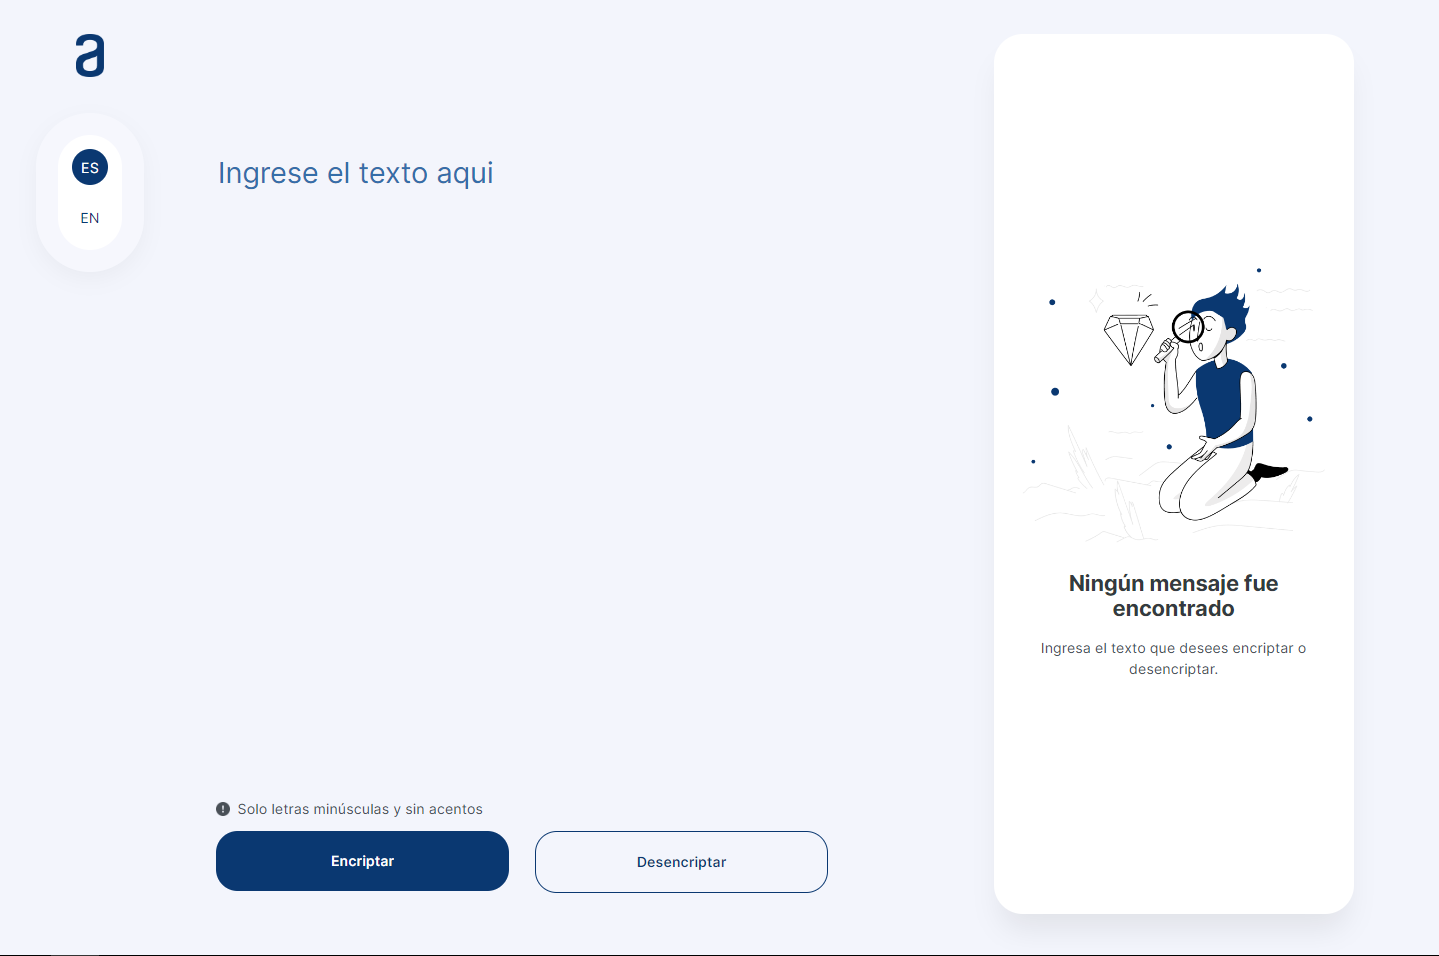 a
ES
EN
Ingrese el texto aqui
Solo letras minúsculas y sin acentos
Encriptar
Desencriptar
Ningún mensaje fue
encontrado
Ingresa el texto que desees encriptar o
desencriptar.